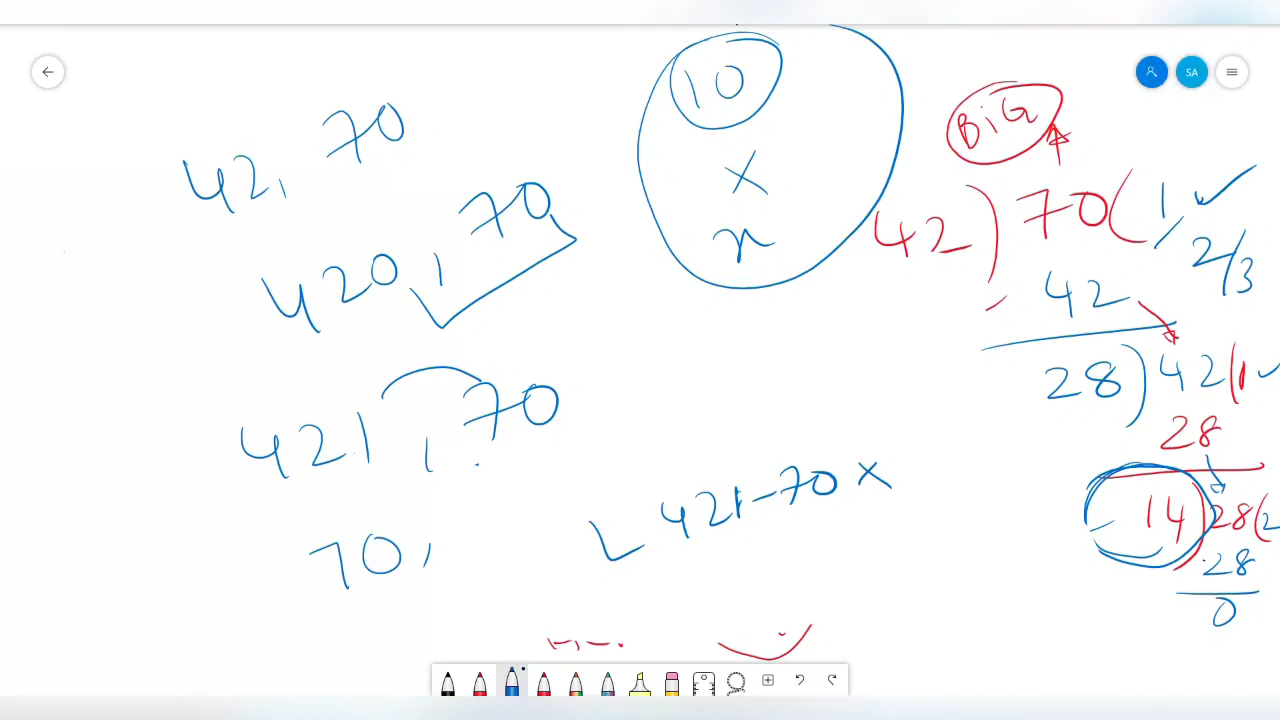 SA
10
x
n
42, 70
420, 70
421, 70
70,
421-70 x
BiG
42) 70 ( 1 2/3
42
28) 42 ( 1
28
14) 28 ( 2
28
0